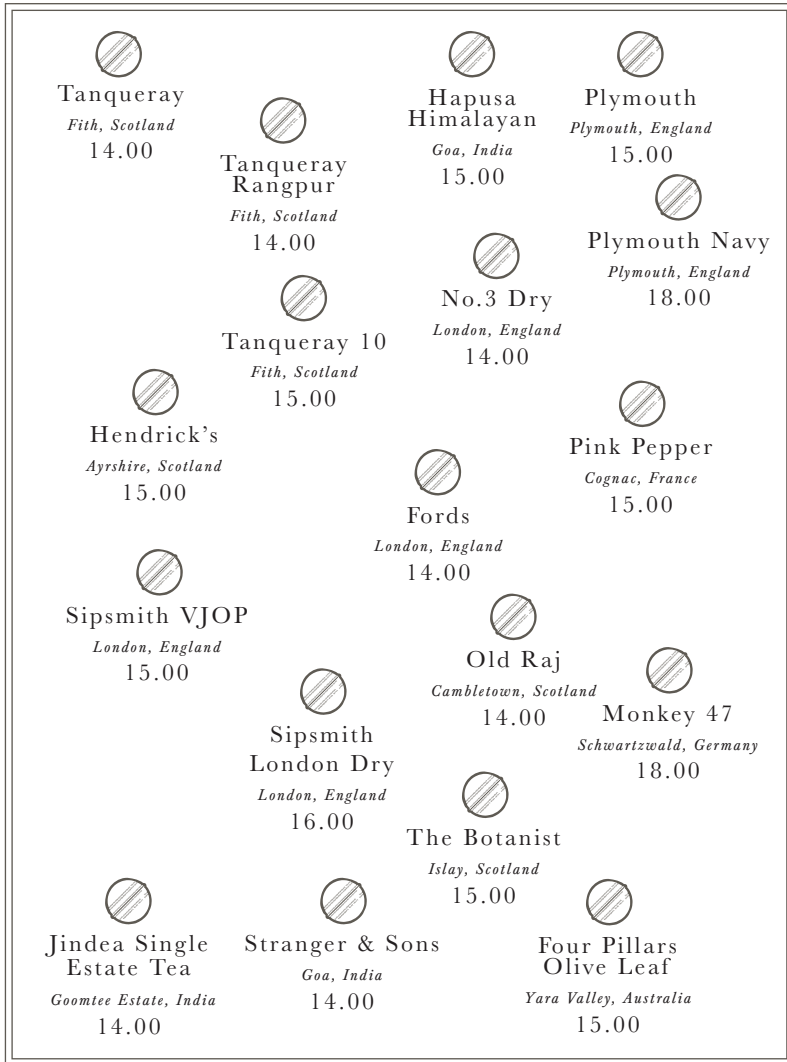 Tanqueray
Fith, Scotland
14.00
Tanqueray
Rangpur
Fith, Scotland
14.00
Hapusa
Himalayan
Goa, India
15.00
Plymouth
Plymouth, England
15.00
Plymouth Navy
Plymouth, England
18.00
No.3 Dry
London, England
14.00
Tanqueray 10
Fith, Scotland
15.00
Hendrick's
Ayrshire, Scotland
15.00
Pink Pepper
Cognac, France
15.00
Fords
London, England
14.00
Sipsmith VJOP
London, England
15.00
Old Raj
Cambletown, Scotland
14.00
Monkey 47
Schwartzwald, Germany
18.00
Sipsmith
London Dry
London, England
16.00
The Botanist
Islay, Scotland
15.00
Jindea Single
Estate Tea
Goomtee Estate, India
14.00
Stranger & Sons
Goa, India
14.00
Four Pillars
Olive Leaf
Yara Valley, Australia
15.00